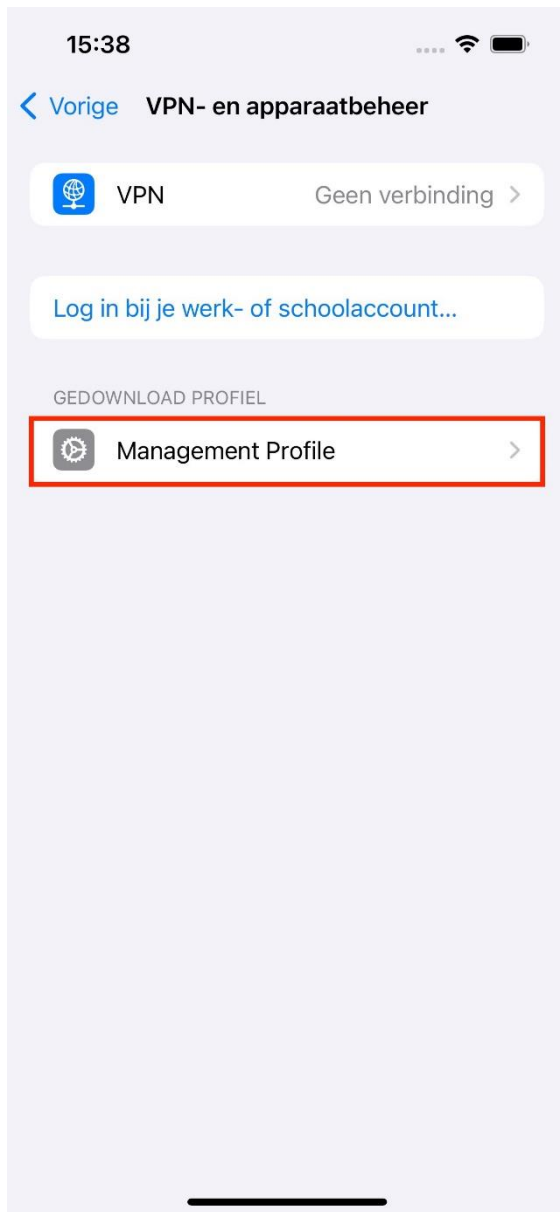 15:38
Vorige VPN- en apparaatbeheer
VPN Geen verbinding
Log in bij je werk- of schoolaccount...
GEDOWNLOAD PROFIEL
Management Profile